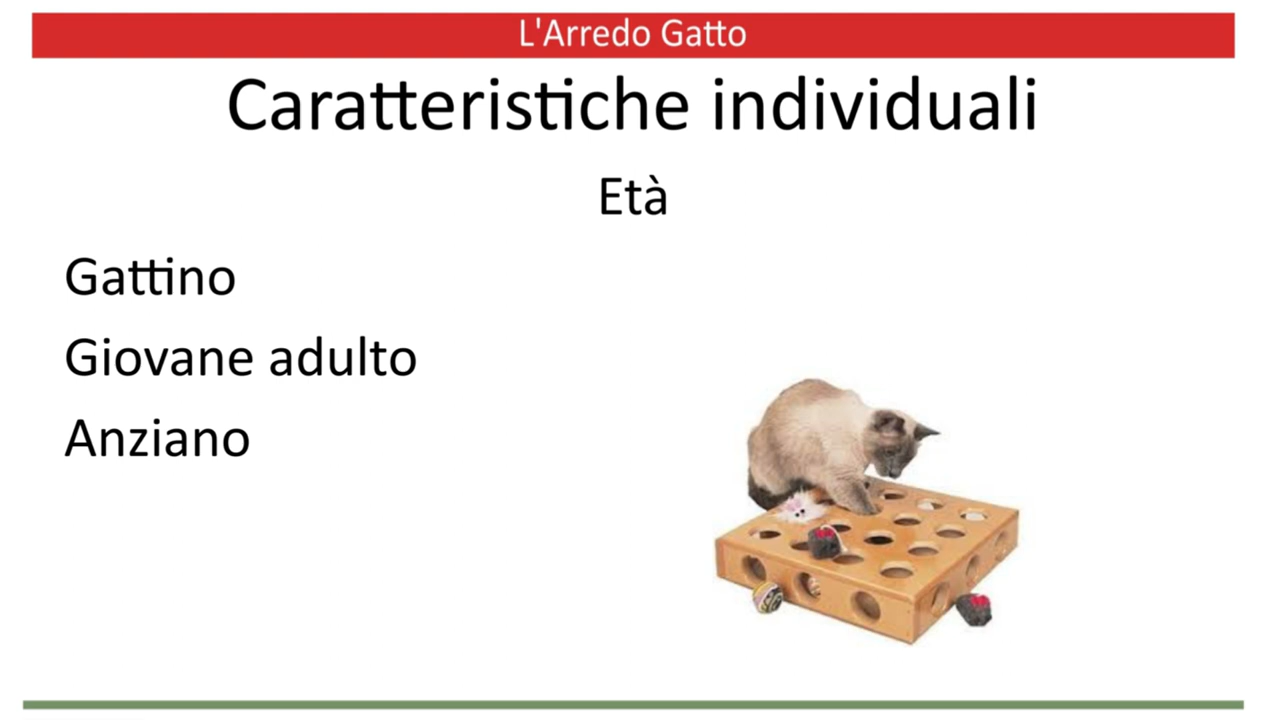 L'Arredo Gatto
Caratteristiche individuali
Età
Gattino
Giovane adulto
Anziano